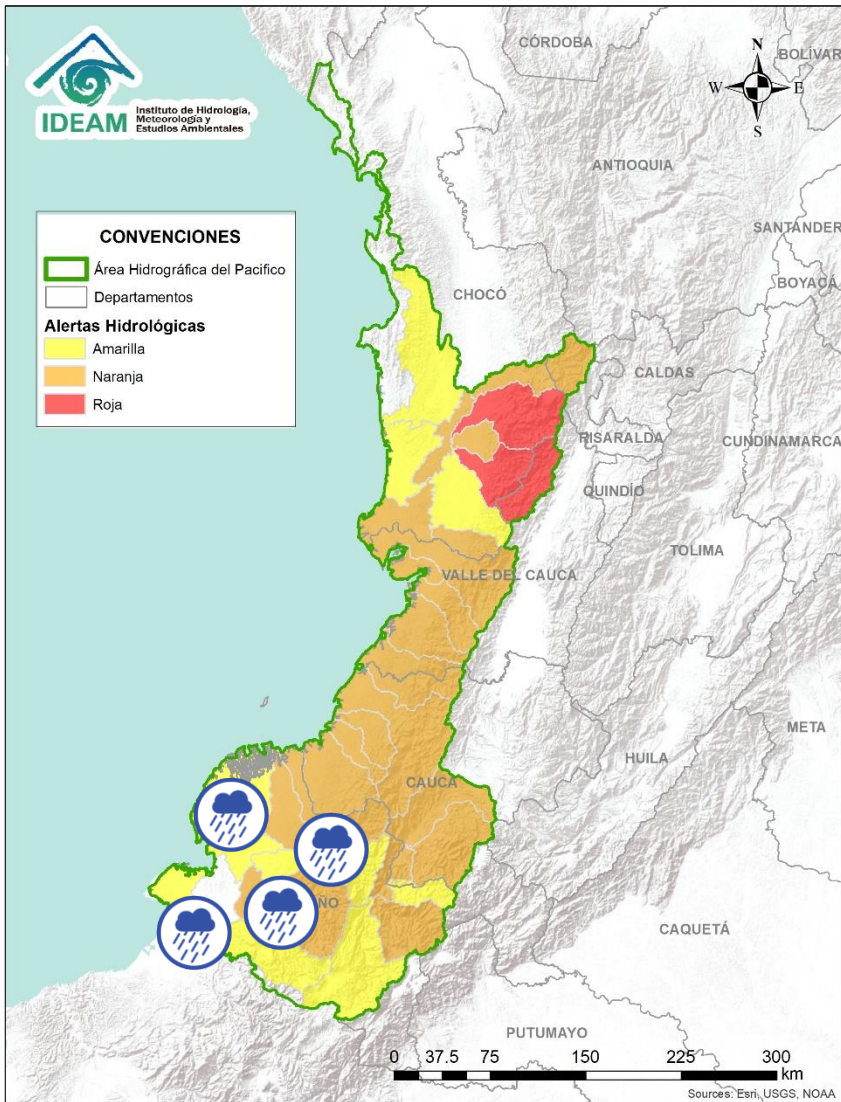 IDEAM
Instituto de Hidrología,
Meteorología y
Estudios Ambientales
CÓRDOBA
BOLÍVAR
N
W
E
S
ANTIOQUIA
SANTANDER
BOYACÁ
CONVENCIONES
Área Hidrográfica del Pacifico
Departamentos
Alertas Hidrológicas
Amarilla
Naranja
Roja
CHOCÓ
CALDAS
RISARALDA
CUNDINAMARCA
QUINDÍO
TOLIMA
VALLE DEL CAUCA
META
HUILA
CAUCA
ÑO
CAQUETÁ
PUTUMAYO
0 37.5 75 150 225 300
km
Sources: Esri, USGS, NOAA